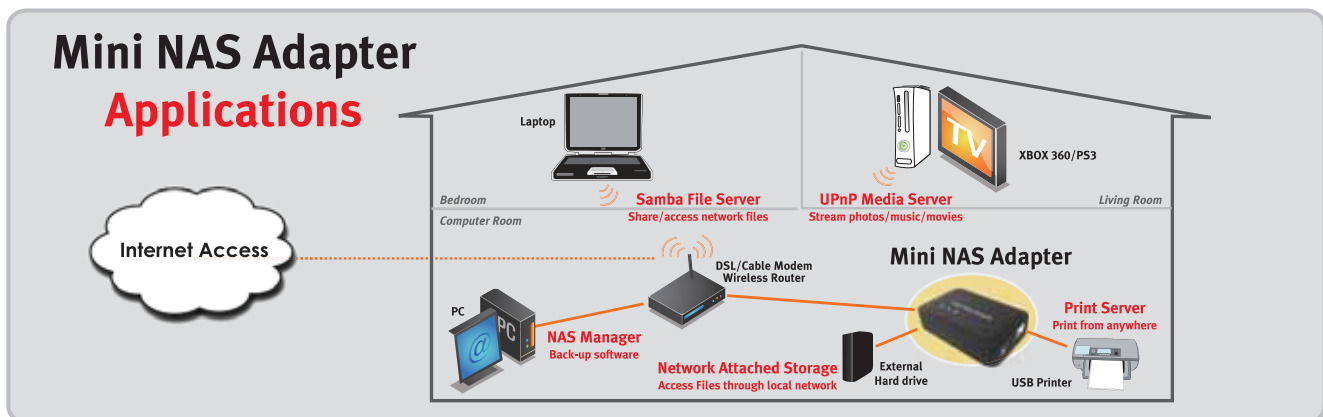 Mini NAS Adapter
Applications
Laptop
TV
XBOX 360/PS3
Bedroom
Samba File Server
Share/access network files
UPnP Media Server
Stream photos/music/movies
Living Room
Computer Room
Internet Access
DSL/Cable Modem
Wireless Router
Mini NAS Adapter
PC
PC
@
NAS Manager
Back-up software
Print Server
Print from anywhere
Network Attached Storage
Access Files through local network
External
Hard drive
USB Printer